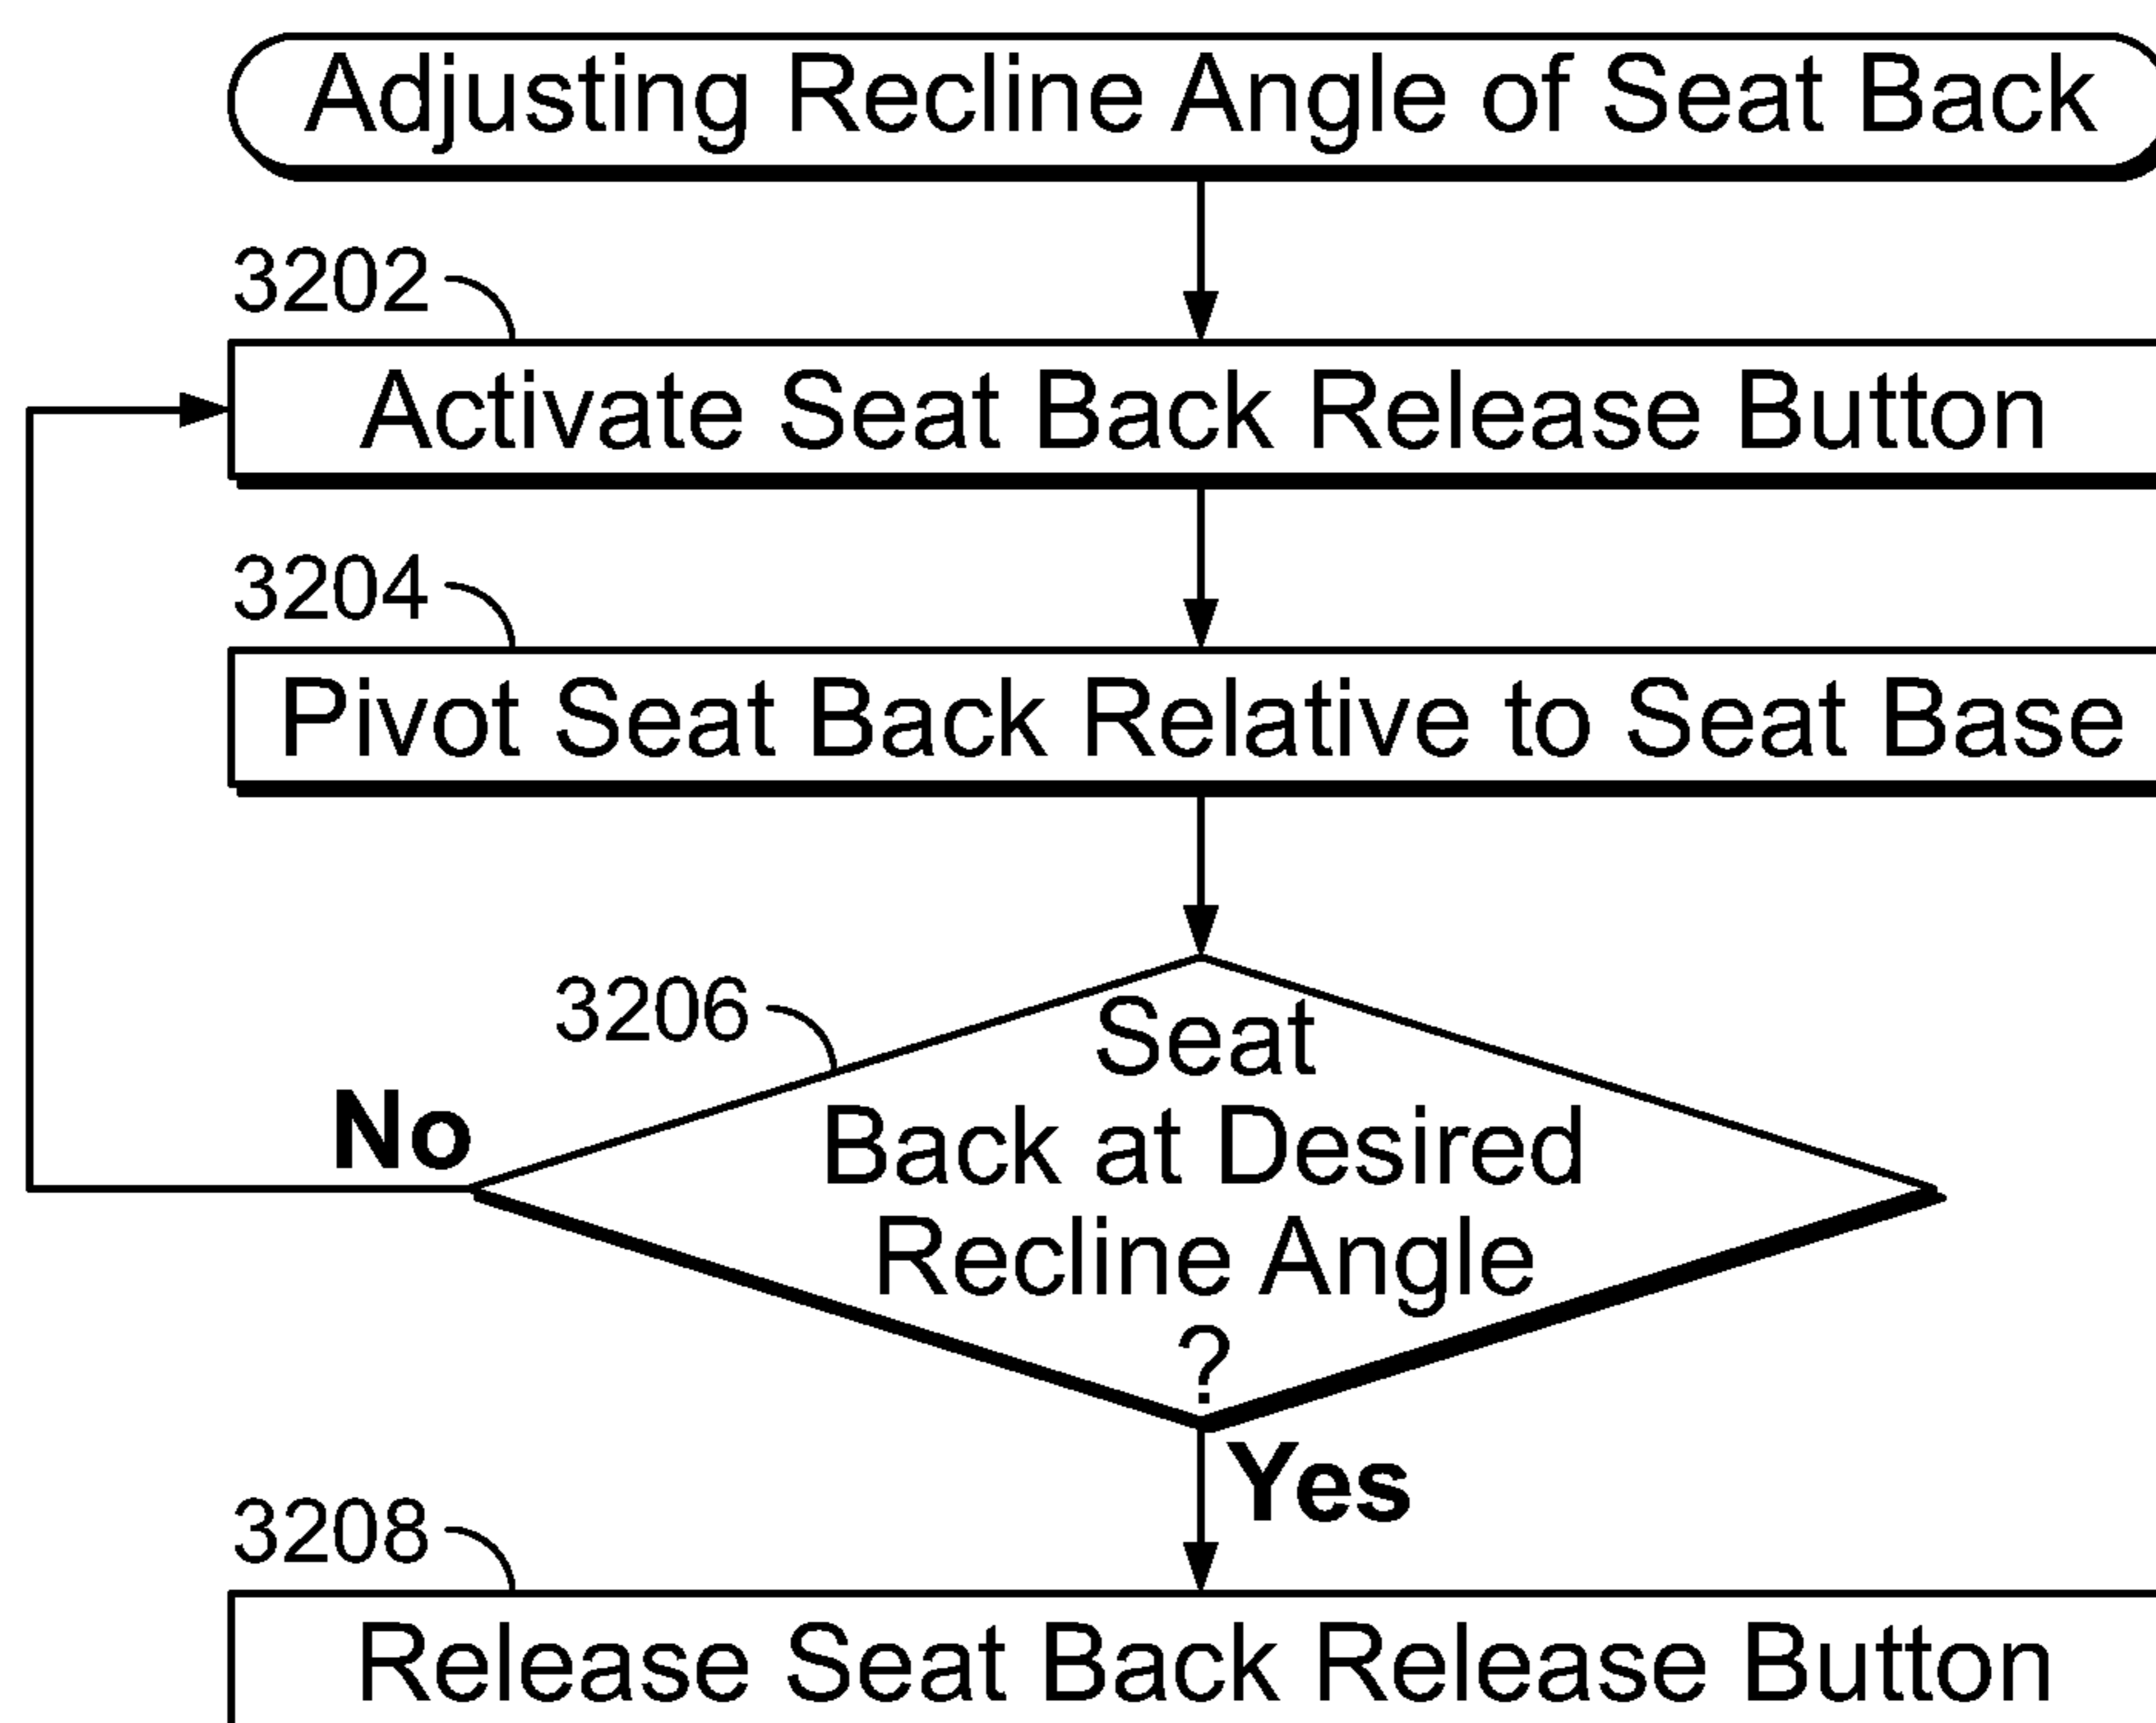 Adjusting Recline Angle of Seat Back
3202
Activate Seat Back Release Button
3204
Pivot Seat Back Relative to Seat Base
3206
Seat
Back at Desired
Recline Angle
?
No
Yes
3208
Release Seat Back Release Button